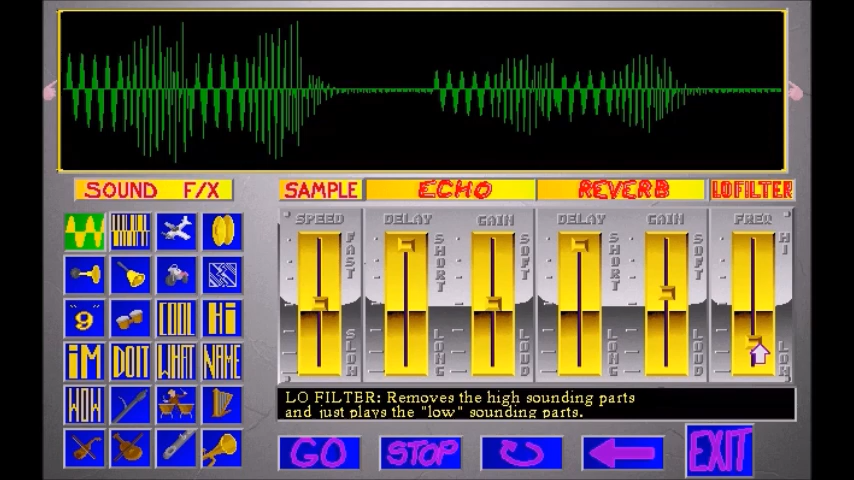 SOUND F/X
SAMPLE
ECHO
REVERB
LOFILTER
SPEED
DELAY
GAIN
DELAY
GAIN
FREQ
FAST
SLOW
SHORT
LONG
SOFT
LOUD
SHORT
LONG
SOFT
LOUD
HI
LOW
"9"
COOL
Hi
iM
DOIT
WHAT
NAME
WOW
LO FILTER: Removes the high sounding parts
and just plays the "low" sounding parts.
GO
STOP
EXIT